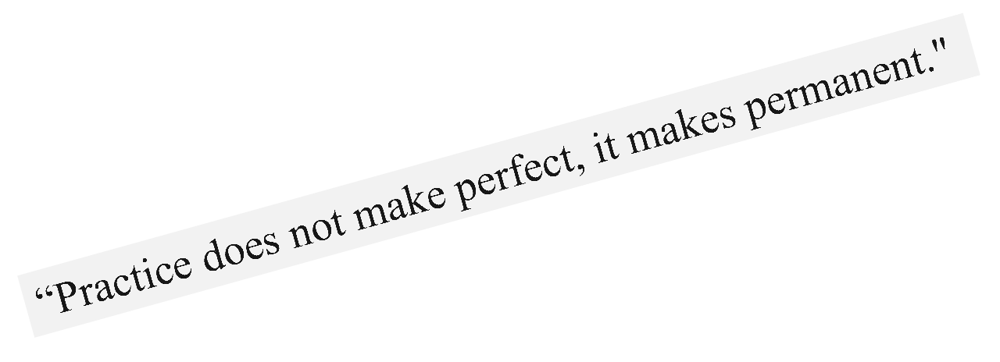 “Practice does not make perfect, it makes permanent."